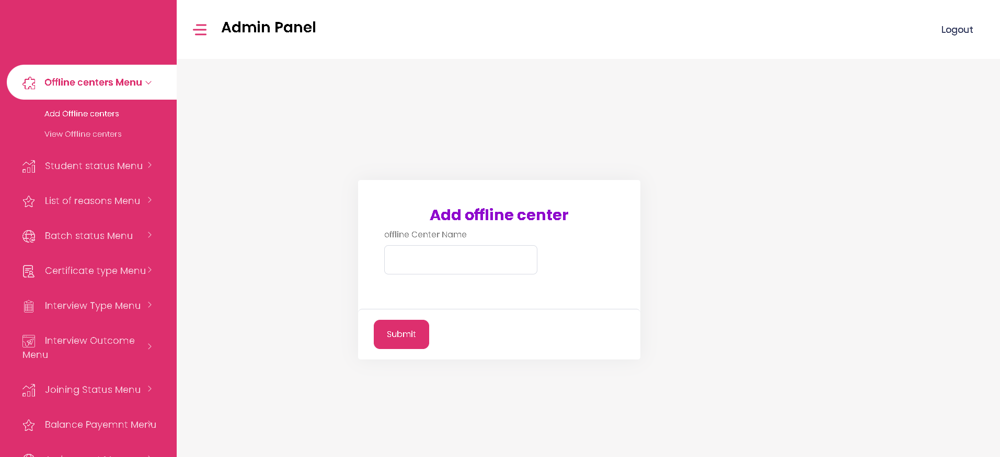 Admin Panel
Logout
Offline centers Menu
Add Offline centers
View Offline centers
Student status Menu
List of reasons Menu
Batch status Menu
Certificate type Menu
Interview Type Menu
Interview Outcome
Menu
Joining Status Menu
Balance Payemnt Menu
Add offline center
offline Center Name
Submit